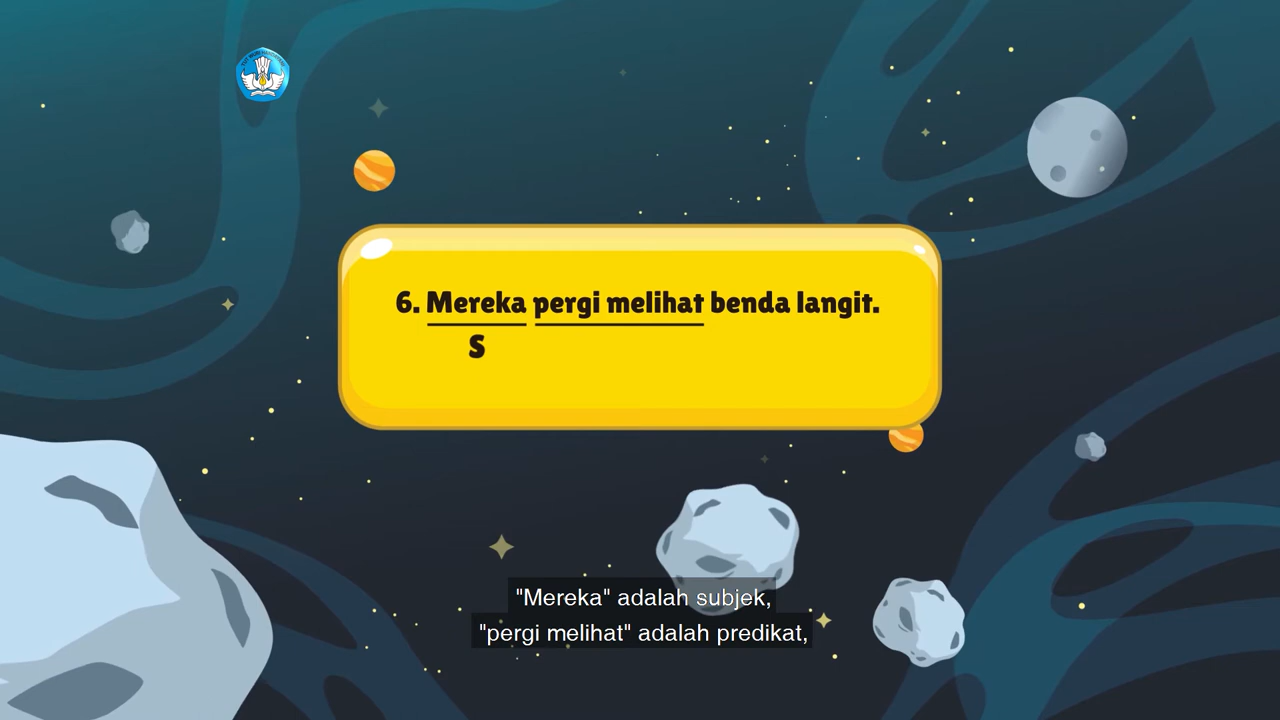 6. Mereka pergi melihat benda langit.
S
"Mereka" adalah subjek,
"pergi melihat" adalah predikat,